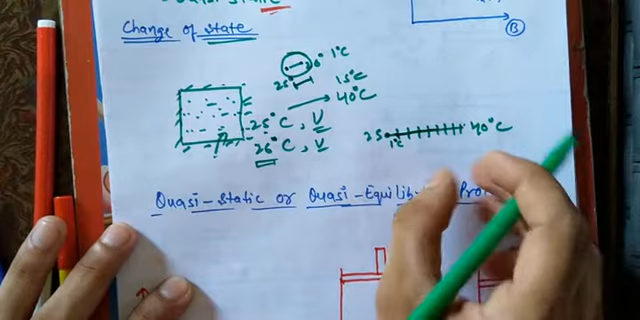 Change of state
B
1°C
25°
15°C
40°C
25°C, V
26°C, V
25
40°C
1°C
Quasi-static or Quasi-Equilib